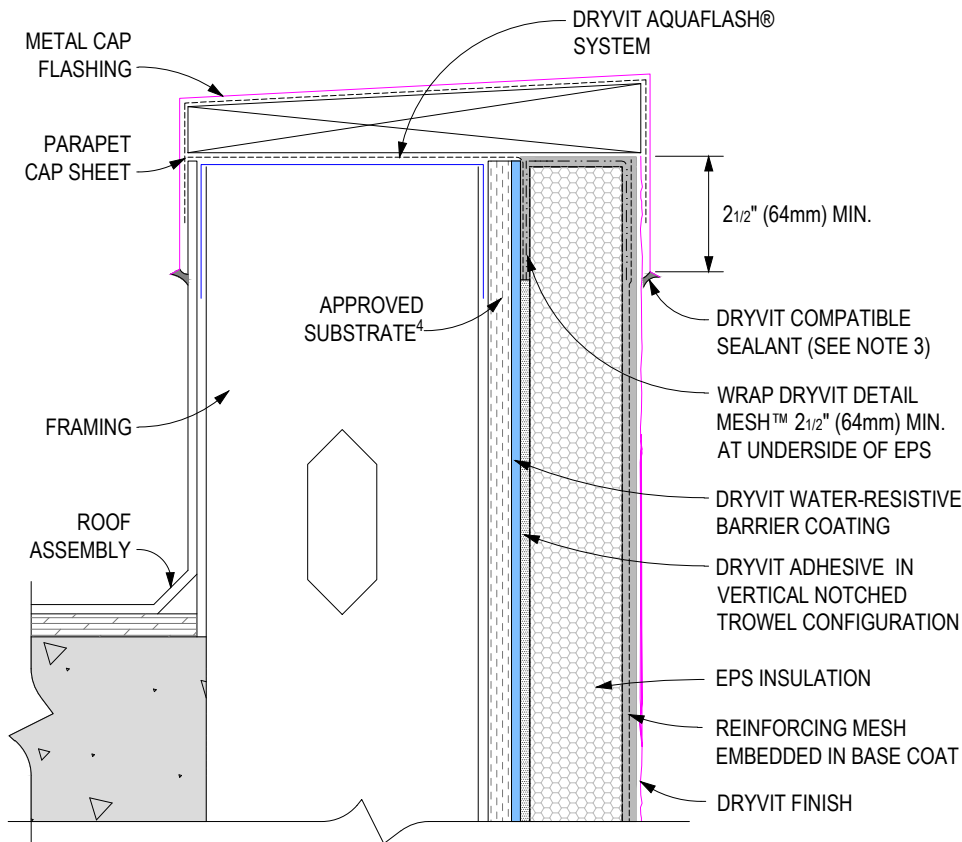 DRYVIT AQUAFLASH®
SYSTEM
METAL CAP
FLASHING
PARAPET
CAP SHEET
2 1/2" (64mm) MIN.
APPROVED
SUBSTRATE4
DRYVIT COMPATIBLE
SEALANT (SEE NOTE 3)
WRAP DRYVIT DETAIL
MESH™ 2 1/2" (64mm) MIN.
AT UNDERSIDE OF EPS
FRAMING
DRYVIT WATER-RESISTIVE
BARRIER COATING
ROOF
ASSEMBLY
DRYVIT ADHESIVE IN
VERTICAL NOTCHED
TROWEL CONFIGURATION
EPS INSULATION
REINFORCING MESH
EMBEDDED IN BASE COAT
DRYVIT FINISH